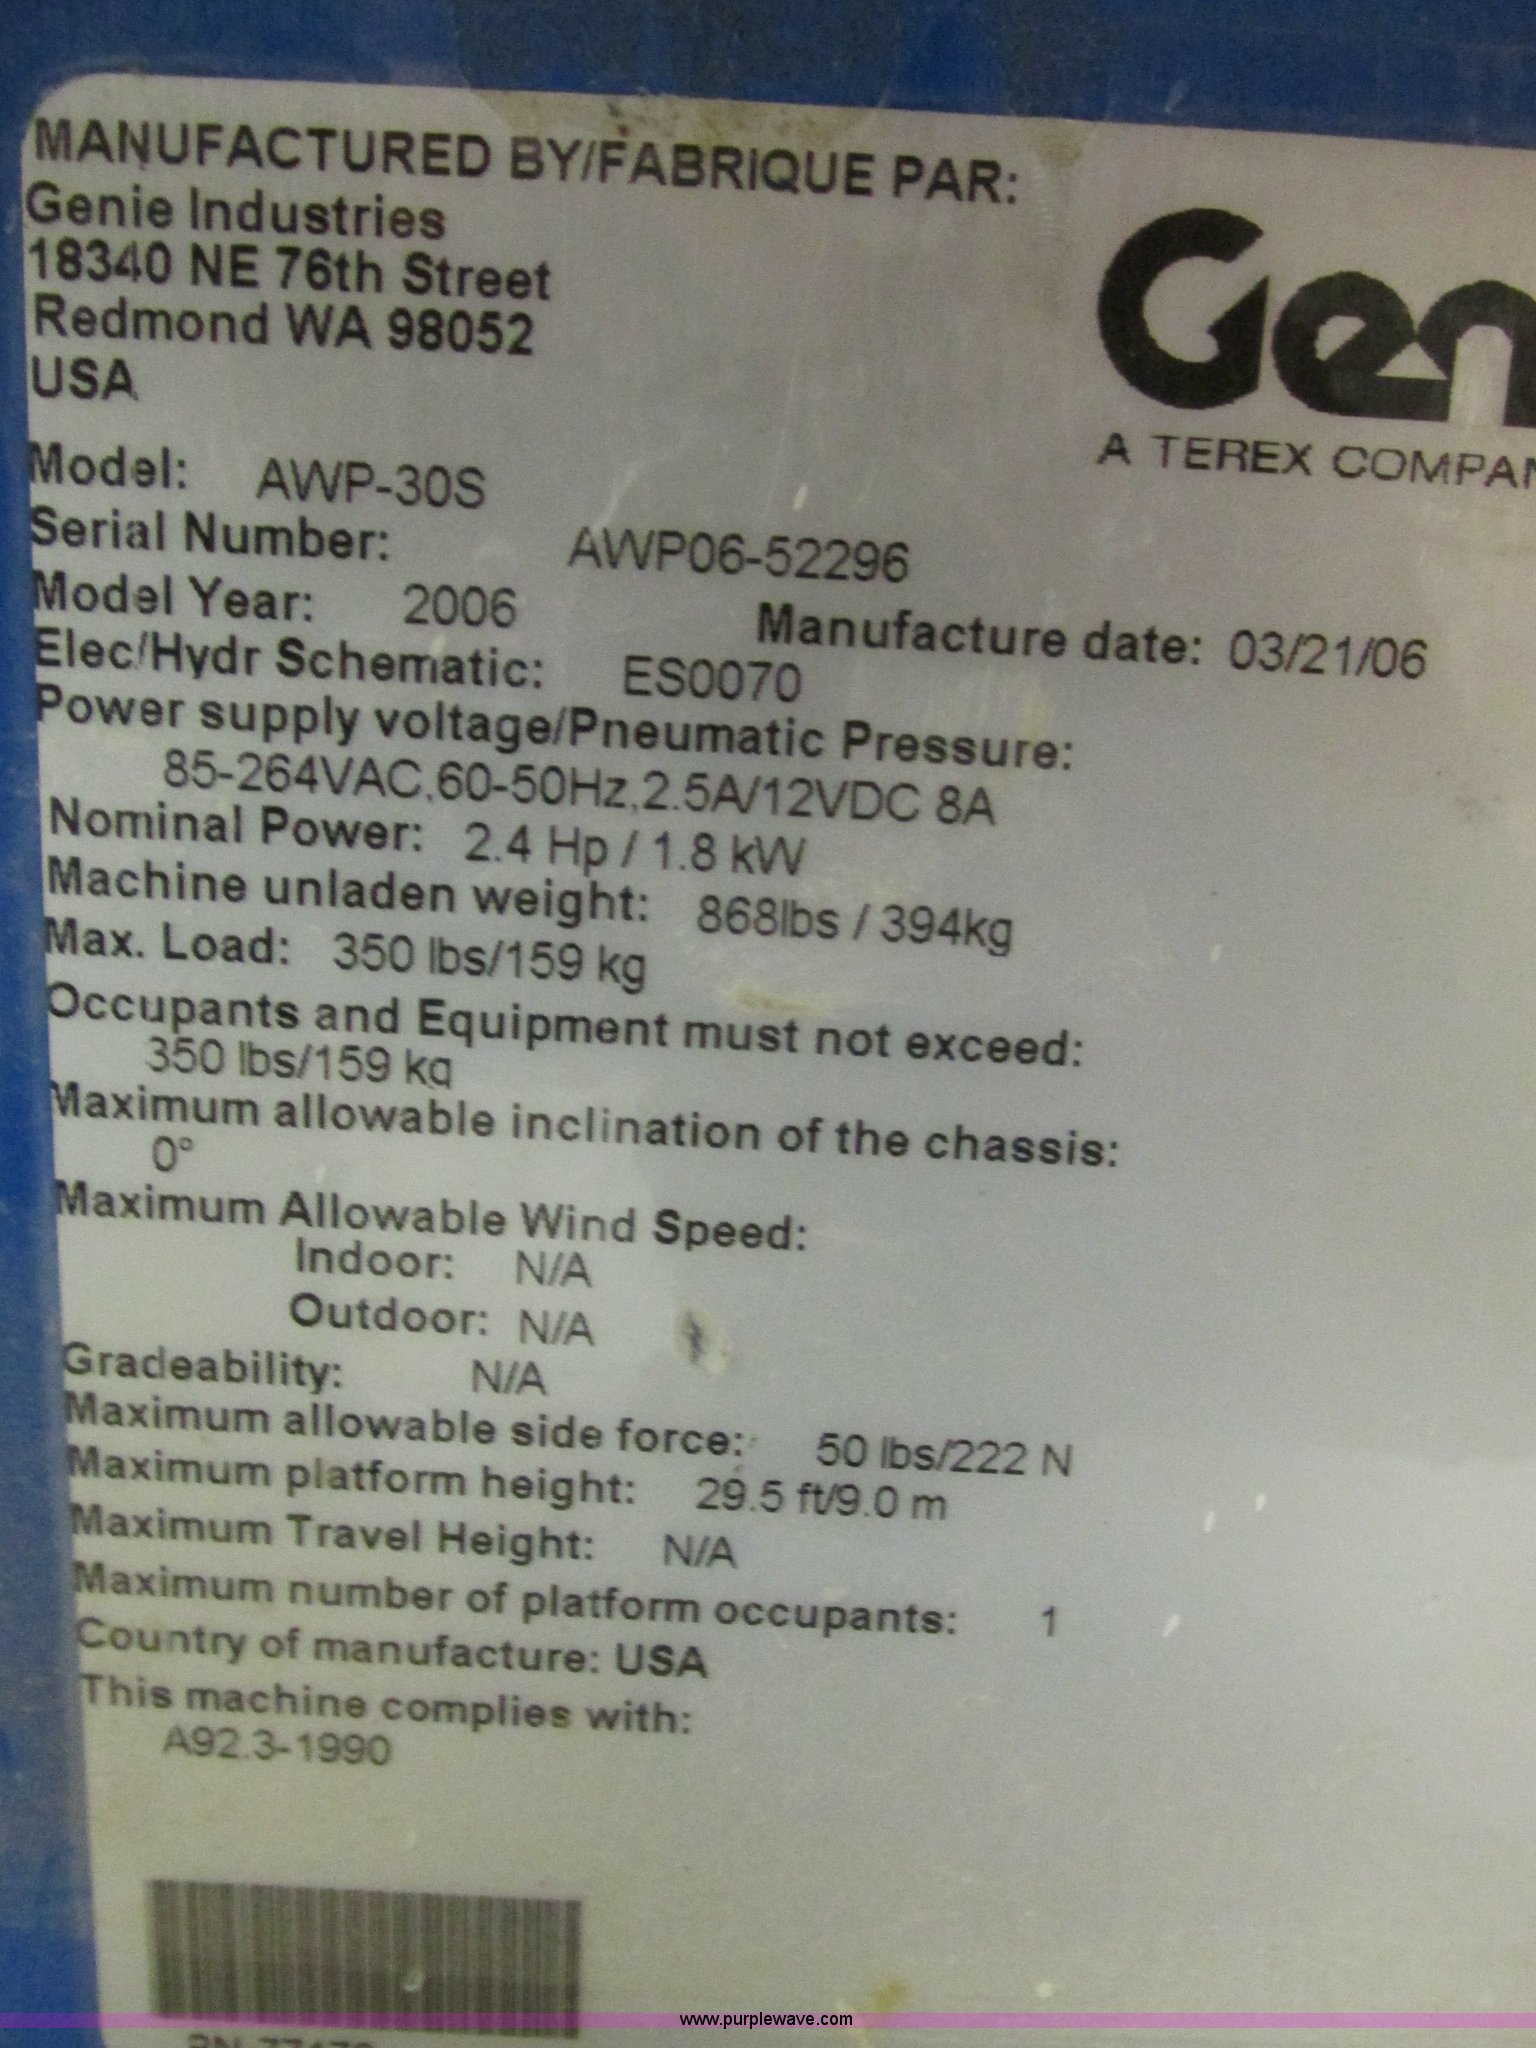 MANUFACTURED BY/FABRIQUE PAR:
Genie Industries
18340 NE 76th Street
Redmond WA 98052
USA
Gen
A TEREX COMPAN
Model: AWP-30S
Serial Number: AWP06-52296
Model Year: 2006 Manufacture date: 03/21/06
Elec/Hydr Schematic: ES0070
Power supply voltage/Pneumatic Pressure:
85-264VAC,60-50Hz,2.5A/12VDC 8A
Nominal Power: 2.4 Hp / 1.8 kW
Machine unladen weight: 868lbs / 394kg
Max. Load: 350 lbs/159 kg
Occupants and Equipment must not exceed:
350 lbs/159 kg
Maximum allowable inclination of the chassis:
0°
Maximum Allowable Wind Speed:
Indoor: N/A
Outdoor: N/A
Gradeability: N/A
Maximum allowable side force: 50 lbs/222 N
Maximum platform height: 29.5 ft/9.0 m
Maximum Travel Height: N/A
Maximum number of platform occupants: 1
Country of manufacture: USA
This machine complies with:
A92.3-1990
www.purplewave.com